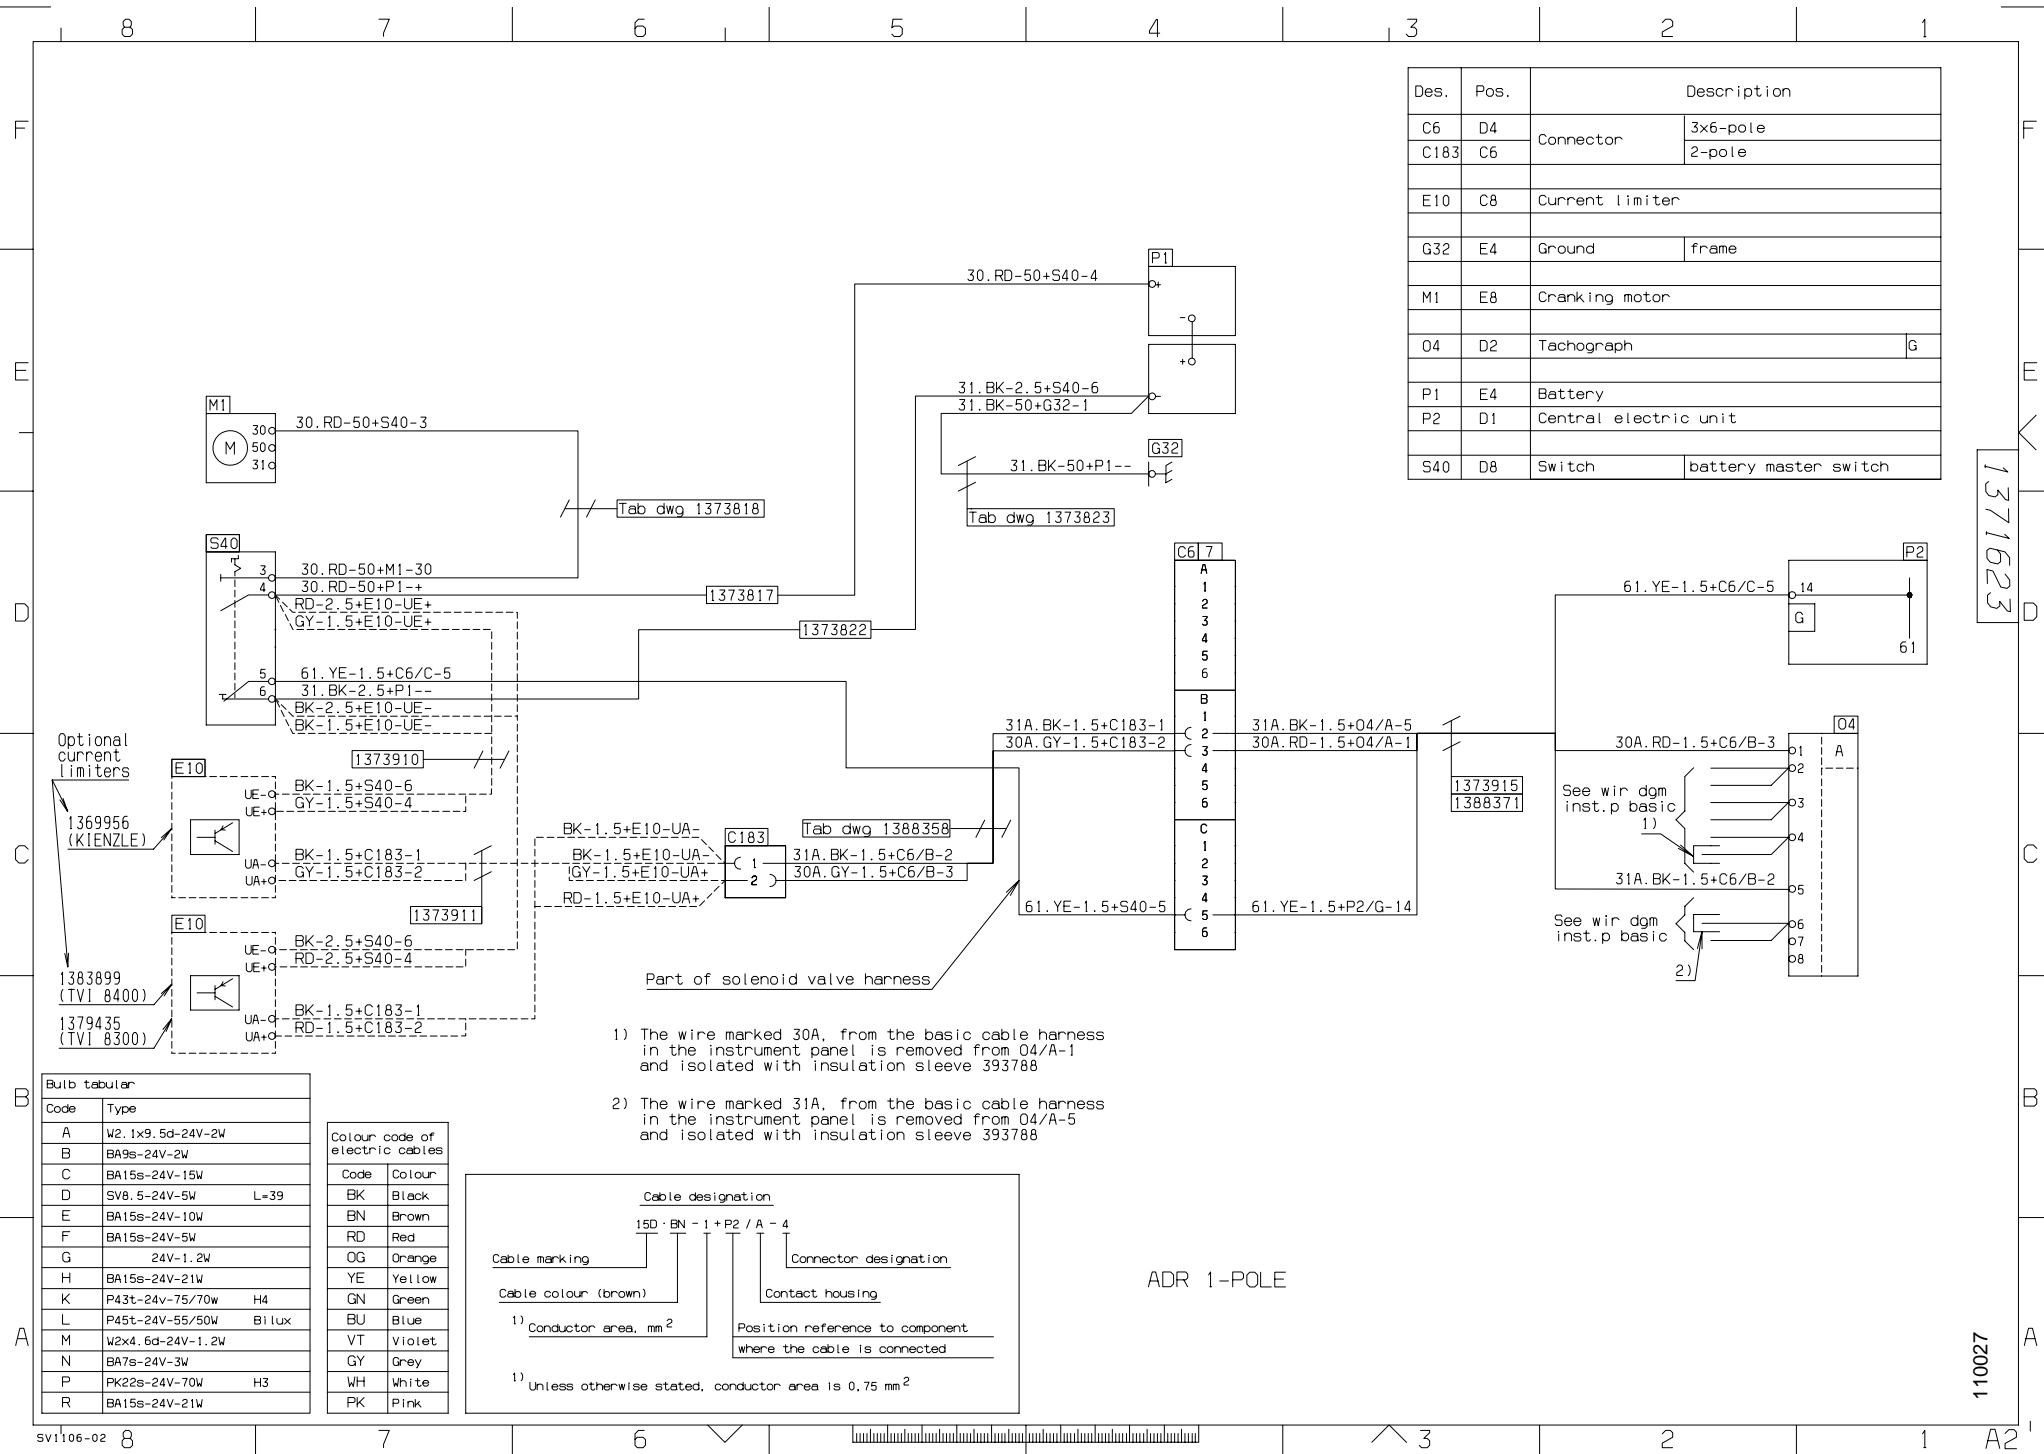 8 7 6 5 4 3 2 1
F
E
D
C
B
A
F
E
D
C
B
A
Des. Pos. Description
C6 D4 Connector 3x6-pole
C183 C6 2-pole
E10 C8 Current limiter
G32 E4 Ground frame
M1 E8 Cranking motor
O4 D2 Tachograph G
P1 E4 Battery
P2 D1 Central electric unit
S40 D8 Switch battery master switch
1371623
P1
30.RD-50+S40-4
+
-
+
31.BK-2.5+S40-6
31.BK-50+G32-1
-
G32
31.BK-50+P1--
Tab dwg 1373823
M1
M
30
50
31
30.RD-50+S40-3
Tab dwg 1373818
S40
3 30.RD-50+M1-30
4 30.RD-50+P1-+
RD-2.5+E10-UE+
GY-1.5+E10-UE+
1373817
1373822
5 61.YE-1.5+C6/C-5
6 31.BK-2.5+P1--
BK-2.5+E10-UE-
BK-1.5+E10-UE-
1373910
Optional
current
limiters
1369956
(KIENZLE)
E10
UE- BK-1.5+S40-6
UE+ GY-1.5+S40-4
UA- BK-1.5+C183-1
UA+ GY-1.5+C183-2
1373911
E10
UE- BK-2.5+S40-6
UE+ RD-2.5+S40-4
UA- BK-1.5+C183-1
UA+ RD-1.5+C183-2
1383899
(TVI 8400)
1379435
(TVI 8300)
BK-1.5+E10-UA-
BK-1.5+E10-UA-
GY-1.5+E10-UA+
RD-1.5+E10-UA+
C183
1
2
Tab dwg 1388358
31A.BK-1.5+C6/B-2
30A.GY-1.5+C6/B-3
Part of solenoid valve harness
C6 7
A
1
2
3
4
5
6
B
1
2
3
4
5
6
C
1
2
3
4
5
6
31A.BK-1.5+C183-1
30A.GY-1.5+C183-2
61.YE-1.5+S40-5
31A.BK-1.5+O4/A-5
30A.RD-1.5+O4/A-1
61.YE-1.5+P2/G-14
1373915
1388371
P2
61.YE-1.5+C6/C-5
14
G
61
O4
A
30A.RD-1.5+C6/B-3
1
2
3
4
5
6
7
8
See wir dgm
inst.p basic
1)
31A.BK-1.5+C6/B-2
See wir dgm
inst.p basic
2)
1) The wire marked 30A, from the basic cable harness
in the instrument panel is removed from O4/A-1
and isolated with insulation sleeve 393788
2) The wire marked 31A, from the basic cable harness
in the instrument panel is removed from O4/A-5
and isolated with insulation sleeve 393788
Bulb tabular
Code Type
A W2.1x9.5d-24V-2W
B BA9s-24V-2W
C BA15s-24V-15W
D SV8.5-24V-5W L=39
E BA15s-24V-10W
F BA15s-24V-5W
G 24V-1.2W
H BA15s-24V-21W
K P43t-24v-75/70w H4
L P45t-24V-55/50W Bilux
M W2x4.6d-24V-1.2W
N BA7s-24V-3W
P PK22s-24V-70W H3
R BA15s-24V-21W
Colour code of
electric cables
Code Colour
BK Black
BN Brown
RD Red
OG Orange
YE Yellow
GN Green
BU Blue
VT Violet
GY Grey
WH White
PK Pink
Cable designation
15D · BN - 1 + P2 / A - 4
Cable marking
Connector designation
Cable colour (brown)
Contact housing
1) Conductor area, mm 2
Position reference to component
where the cable is connected
1) Unless otherwise stated, conductor area is 0,75 mm 2
ADR 1-POLE
110027
SV1106-02
8 7 6 3 2 1 A2